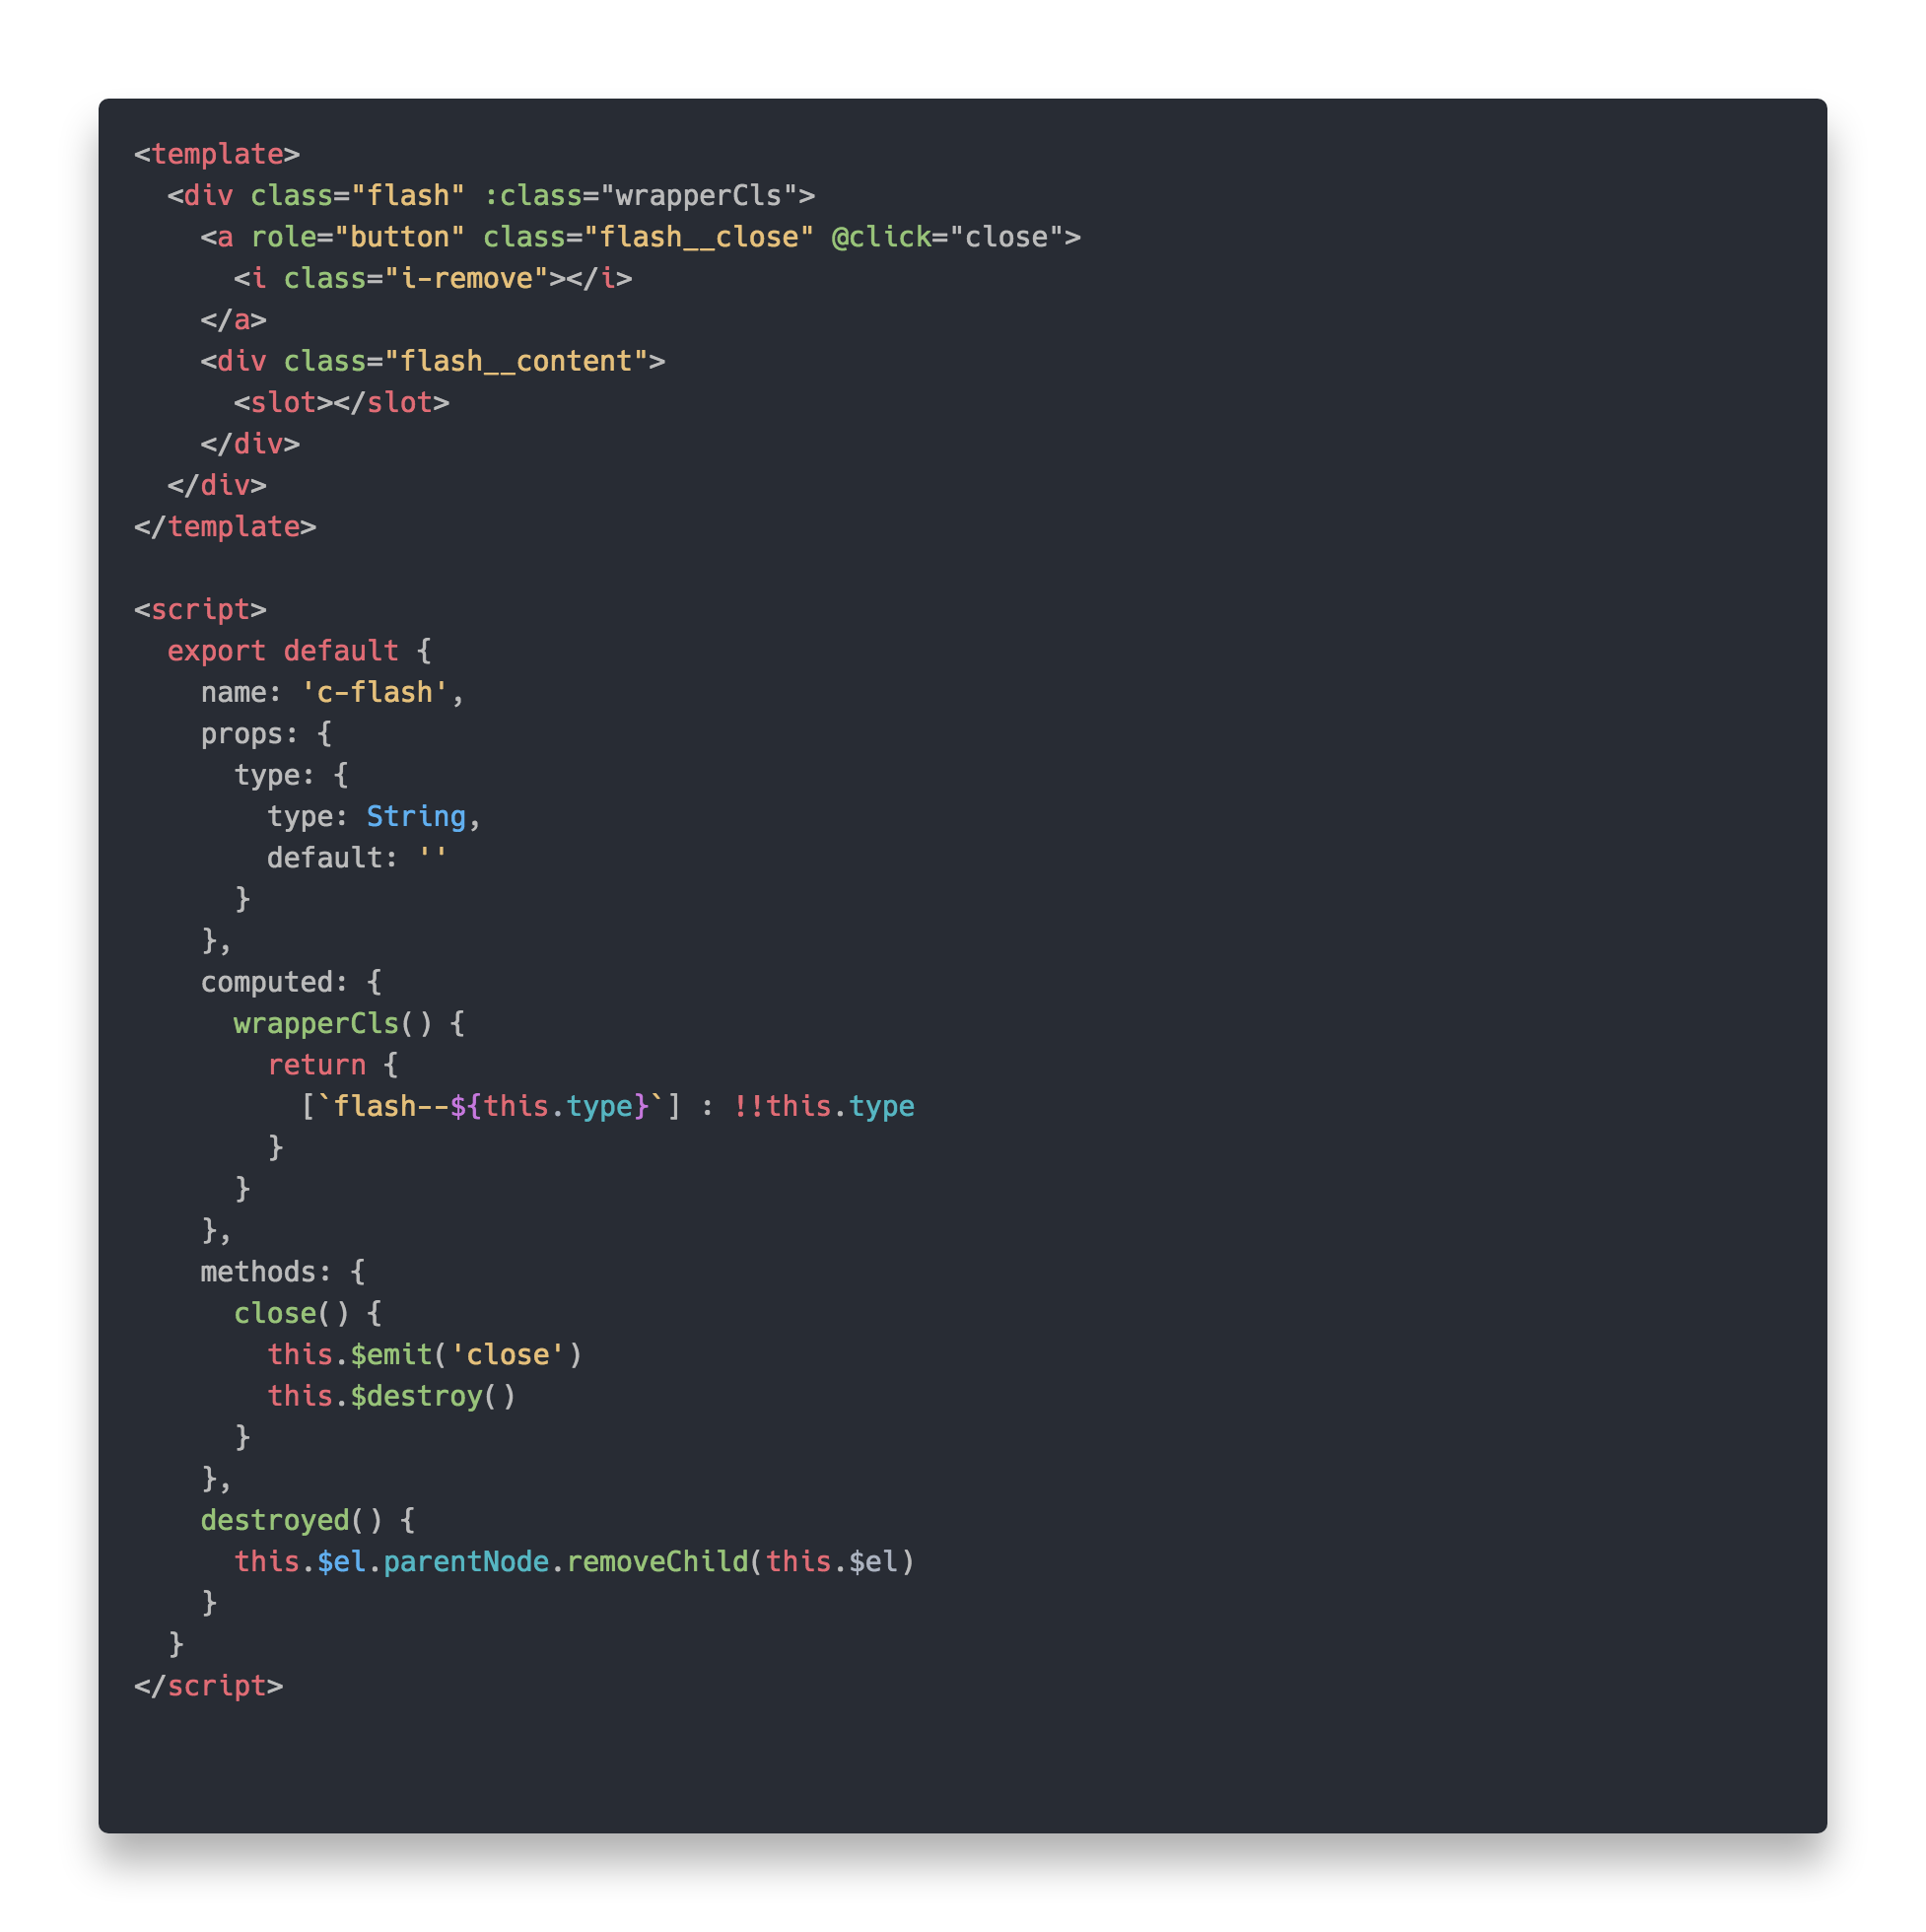 <template>
  <div class="flash" :class="wrapperCls">
    <a role="button" class="flash__close" @click="close">
      <i class="i-remove"></i>
    </a>
    <div class="flash__content">
      <slot></slot>
    </div>
  </div>
</template>

<script>
  export default {
    name: 'c-flash',
    props: {
      type: {
        type: String,
        default: ''
      }
    },
    computed: {
      wrapperCls() {
        return {
          [`flash--${this.type}`] : !!this.type
        }
      }
    },
    methods: {
      close() {
        this.$emit('close')
        this.$destroy()
      }
    },
    destroyed() {
      this.$el.parentNode.removeChild(this.$el)
    }
  }
</script>